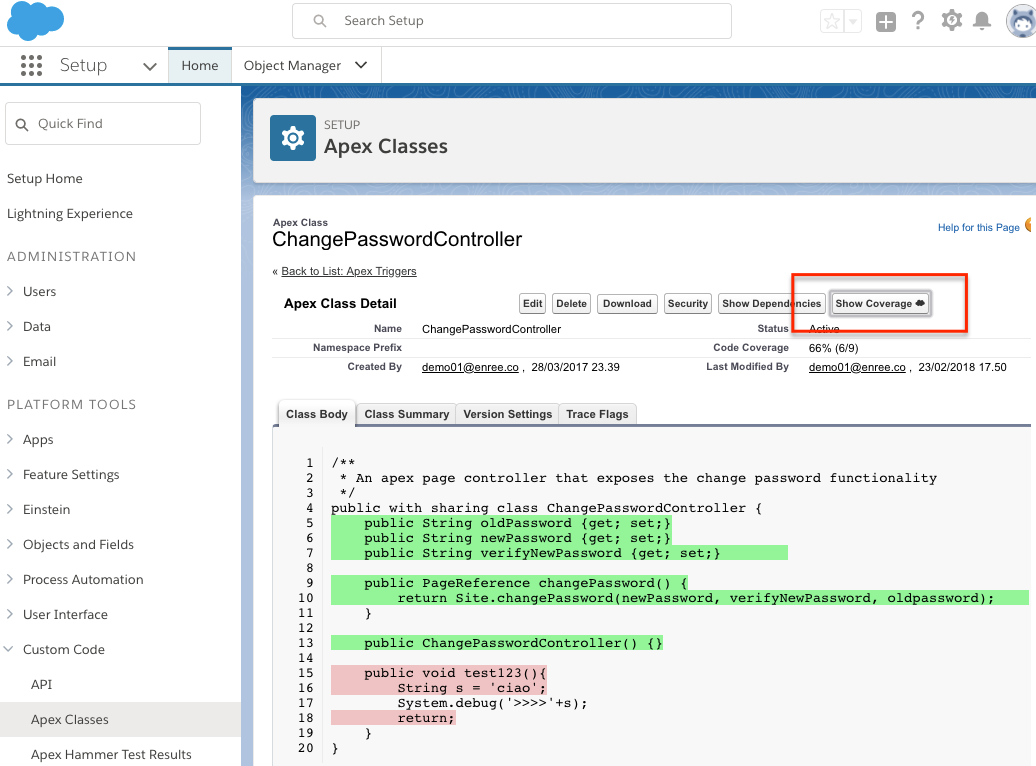 Search Setup
Setup
Home
Object Manager
Quick Find
Setup Home
Lightning Experience
ADMINISTRATION
Users
Data
Email
PLATFORM TOOLS
Apps
Feature Settings
Einstein
Objects and Fields
Process Automation
User Interface
Custom Code
API
Apex Classes
Apex Hammer Test Results
SETUP
Apex Classes
Apex Class
ChangePasswordController
Help for this Page
« Back to List: Apex Triggers
Apex Class Detail
Edit Delete Download Security Show Dependencies Show Coverage
Name ChangePasswordController Status Active
Namespace Prefix Code Coverage 66% (6/9)
Created By demo01@enree.co , 28/03/2017 23.39 Last Modified By demo01@enree.co , 23/02/2018 17.50
Class Body Class Summary Version Settings Trace Flags
1 /**
2  * An apex page controller that exposes the change password functionality
3  */
4 public with sharing class ChangePasswordController {
5     public String oldPassword {get; set;}
6     public String newPassword {get; set;}
7     public String verifyNewPassword {get; set;}
8
9     public PageReference changePassword() {
10         return Site.changePassword(newPassword, verifyNewPassword, oldpassword);
11     }
12
13     public ChangePasswordController() {}
14
15     public void test123(){
16         String s = 'ciao';
17         System.debug('>>>>'+s);
18         return;
19     }
20 }